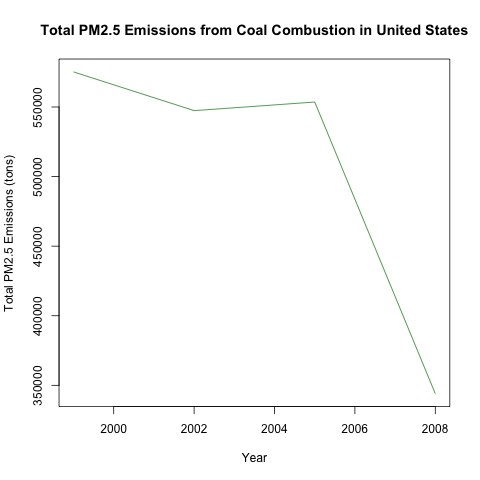 Total PM2.5 Emissions from Coal Combustion in United States
Total PM2.5 Emissions (tons)
550000
500000
450000
400000
350000
2000 2002 2004 2006 2008
Year